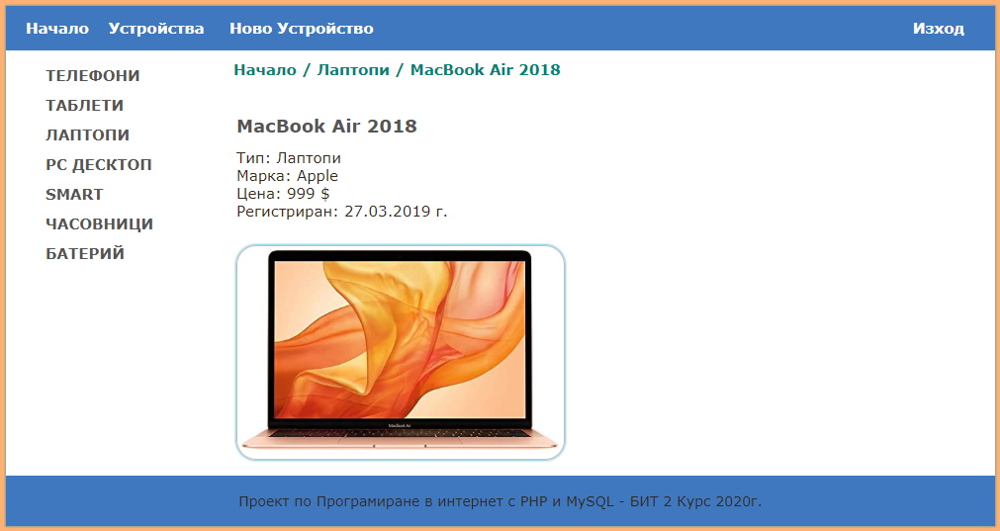 Начало Устройства Ново Устройство Изход
ТЕЛЕФОНИ
ТАБЛЕТИ
ЛАПТОПИ
PC ДЕСКТОП
SMART
ЧАСОВНИЦИ
БАТЕРИЙ
Начало / Лаптопи / MacBook Air 2018
MacBook Air 2018
Тип: Лаптопи
Марка: Apple
Цена: 999 $
Регистриран: 27.03.2019 г.
MacBook Air
Проект по Програмиране в интернет с PHP и MySQL - БИТ 2 Курс 2020г.